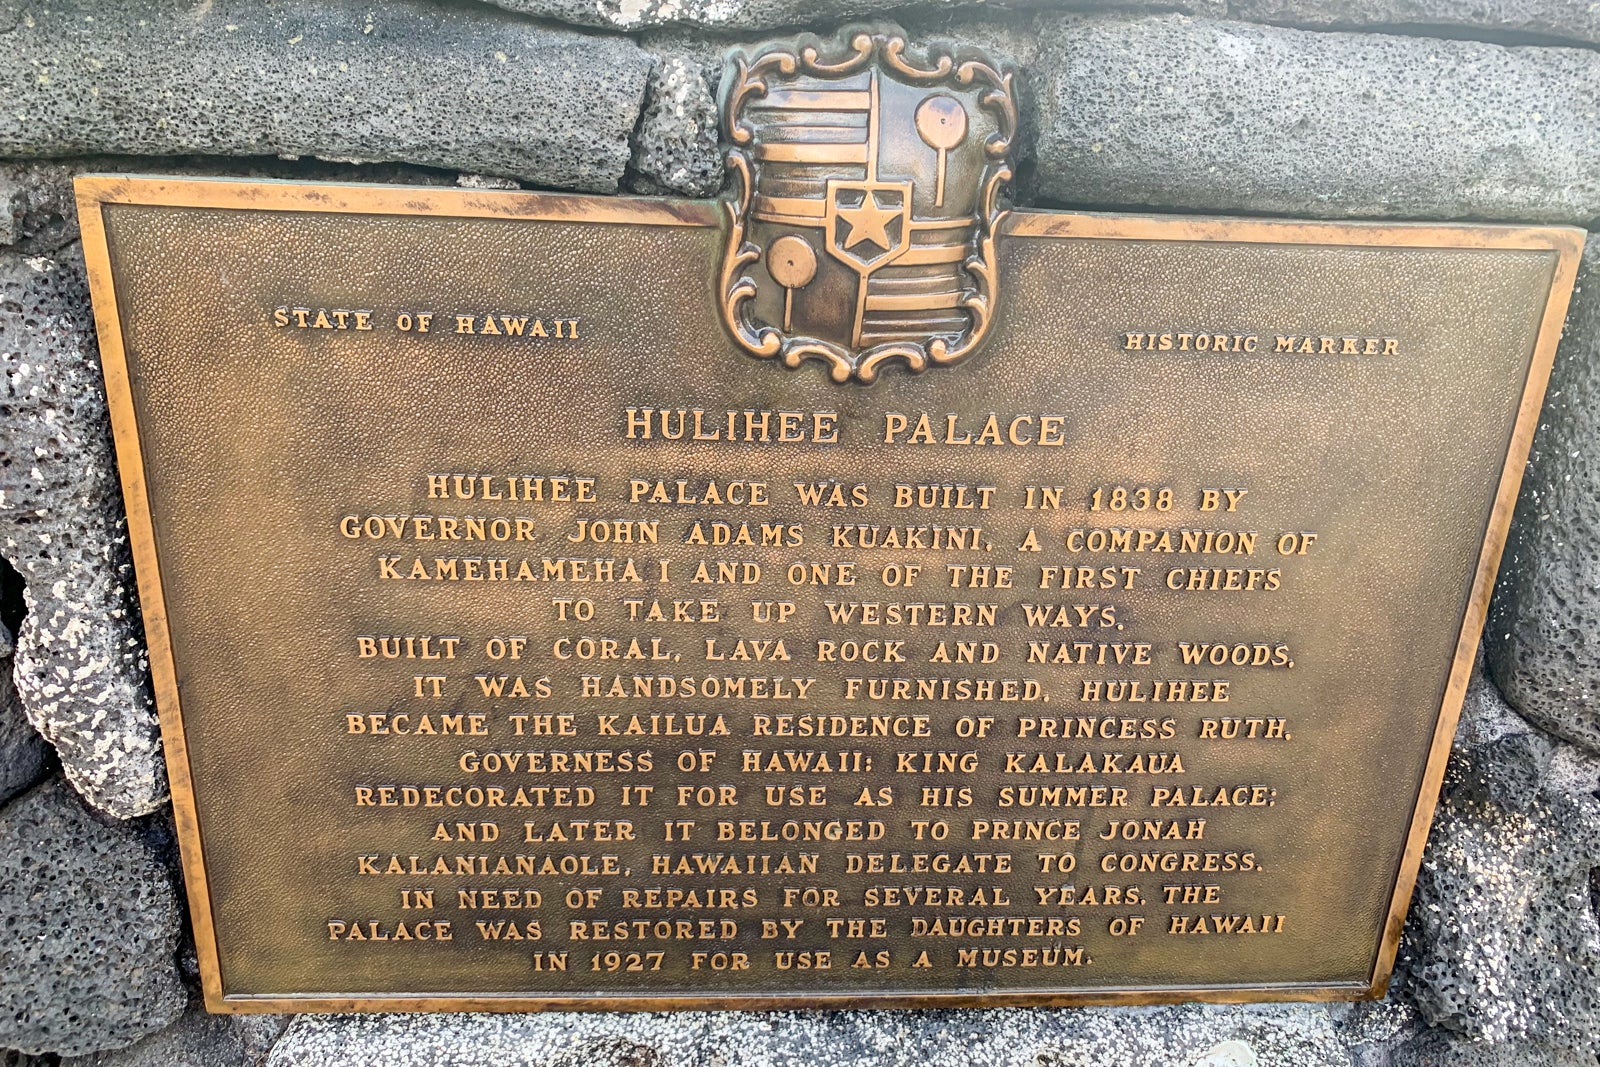 STATE OF HAWAII
HISTORIC MARKER
HULIHEE PALACE
HULIHEE PALACE WAS BUILT IN 1838 BY
GOVERNOR JOHN ADAMS KUAKINI, A COMPANION OF
KAMEHAMEHA I AND ONE OF THE FIRST CHIEFS
TO TAKE UP WESTERN WAYS.
BUILT OF CORAL, LAVA ROCK AND NATIVE WOODS,
IT WAS HANDSOMELY FURNISHED. HULIHEE
BECAME THE KAILUA RESIDENCE OF PRINCESS RUTH,
GOVERNESS OF HAWAII; KING KALAKAUA
REDECORATED IT FOR USE AS HIS SUMMER PALACE;
AND LATER IT BELONGED TO PRINCE JONAH
KALANIANAOLE, HAWAIIAN DELEGATE TO CONGRESS.
IN NEED OF REPAIRS FOR SEVERAL YEARS, THE
PALACE WAS RESTORED BY THE DAUGHTERS OF HAWAII
IN 1927 FOR USE AS A MUSEUM.